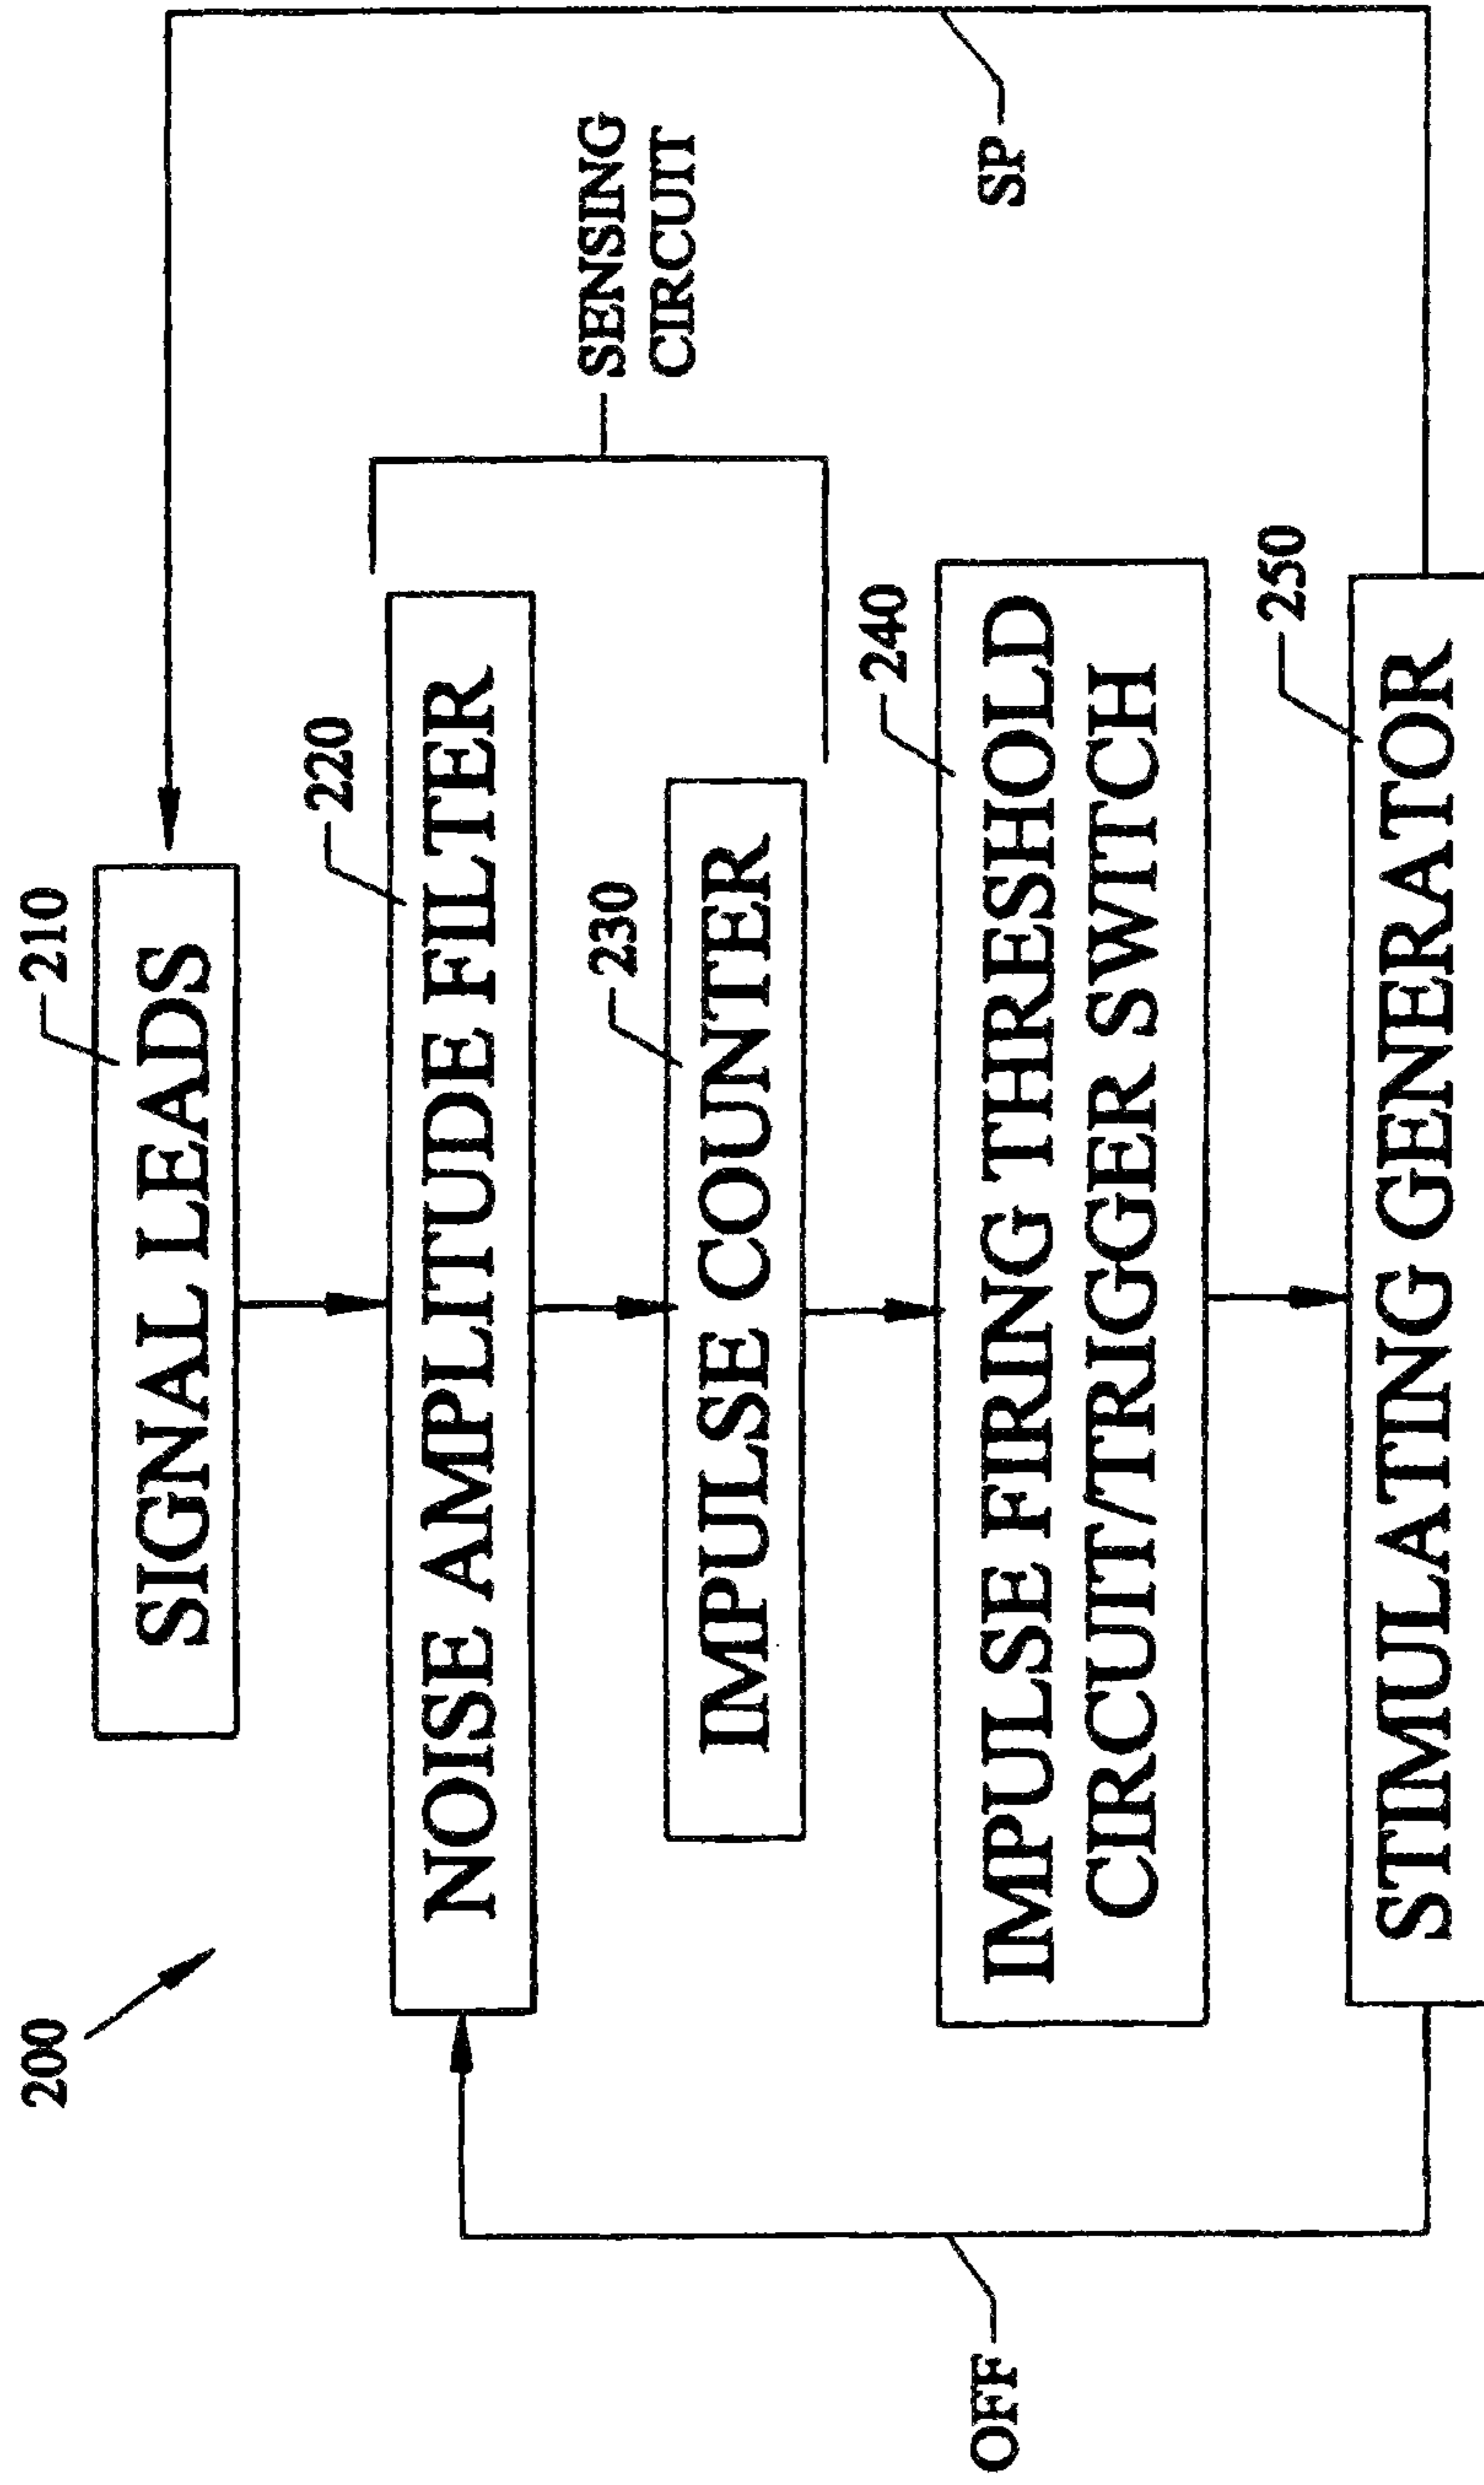 200
210
SIGNAL LEADS
220
NOISE AMPLITUDE FILTER
SENSING
CIRCUIT
230
IMPULSE COUNTER
240
IMPULSE FIRING THRESHOLD
CIRCUIT/TRIGGER SWITCH
OFF
SP
250
STIMULATING GENERATOR